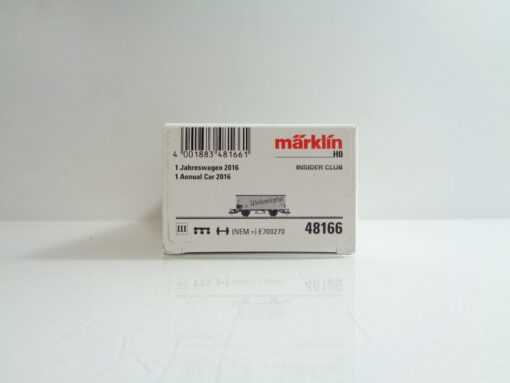 märklin
H0
4 001883 481661
INSIDER CLUB
1 Jahreswagen 2016
1 Annual Car 2016
III
(NEM =) E700270
48166